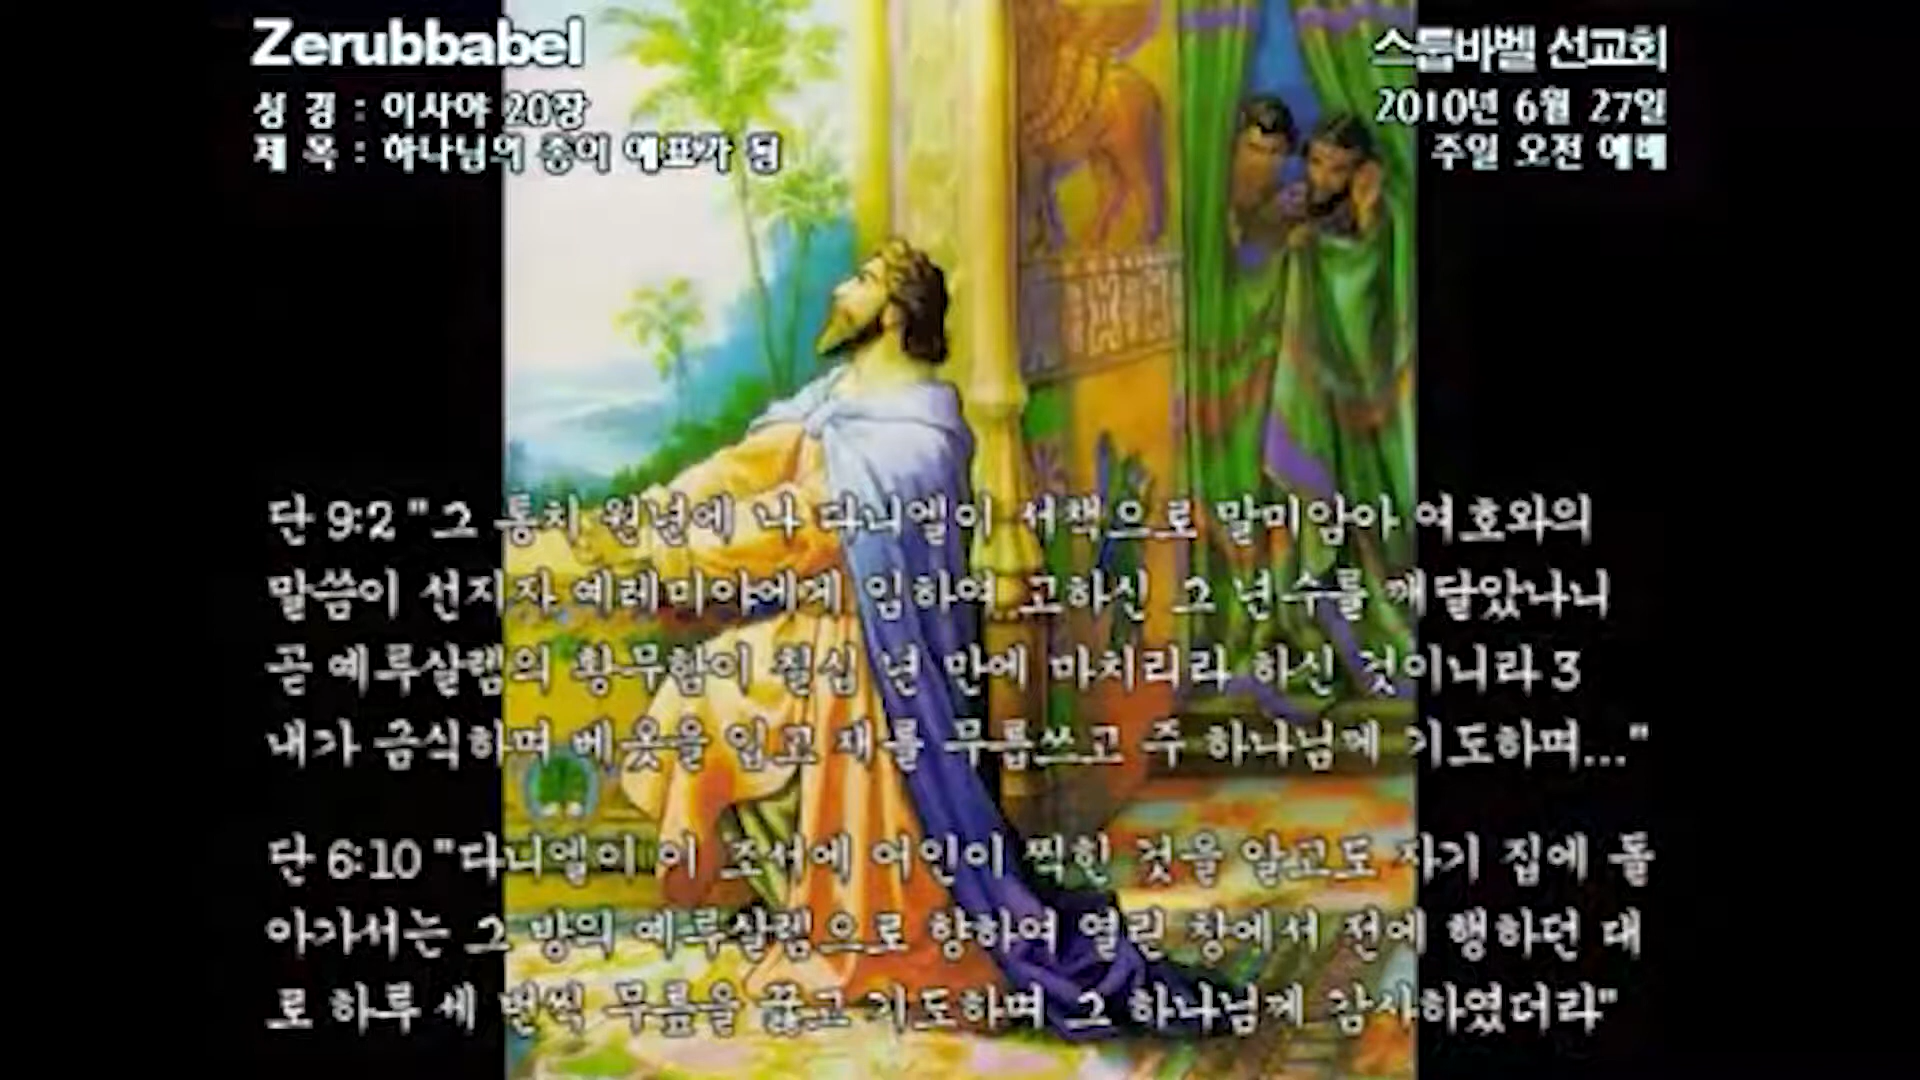 Zerubbabel
스룹바벨 선교회
성 경 : 이사야 20장
2010년 6월 27일
제 목 : 하나님의 종이 예표가 됨
주일 오전 예배
단 9:2 "그 통치 원년에 나 다니엘이 서책으로 말미암아 여호와의
말씀이 선지자 예레미야에게 임하여 고하신 그 년수를 깨달았나니
곧 예루살렘의 황무함이 칠십 년 만에 마치리라 하신 것이니라 3
내가 금식하며 베옷을 입고 재를 무릅쓰고 주 하나님께 기도하며..."
단 6:10 "다니엘이 이 조서에 어인이 찍힌 것을 알고도 자기 집에 돌
아가서는 그 방의 예루살렘으로 향하여 열린 창에서 전에 행하던 대
로 하루 세 번씩 무릎을 꿇고 기도하며 그 하나님께 감사하였더라"